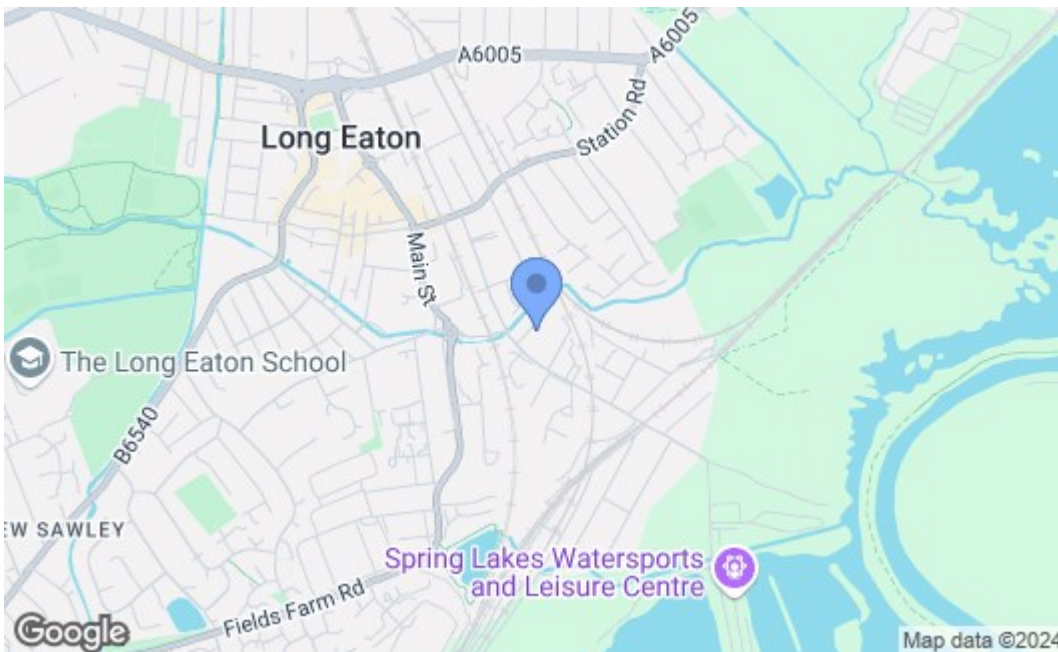 A6005
A6005
Station Rd
Long Eaton
Main St
The Long Eaton School
B6540
EW SAWLEY
Spring Lakes Watersports
and Leisure Centre
Fields Farm Rd
Google
Map data ©2024